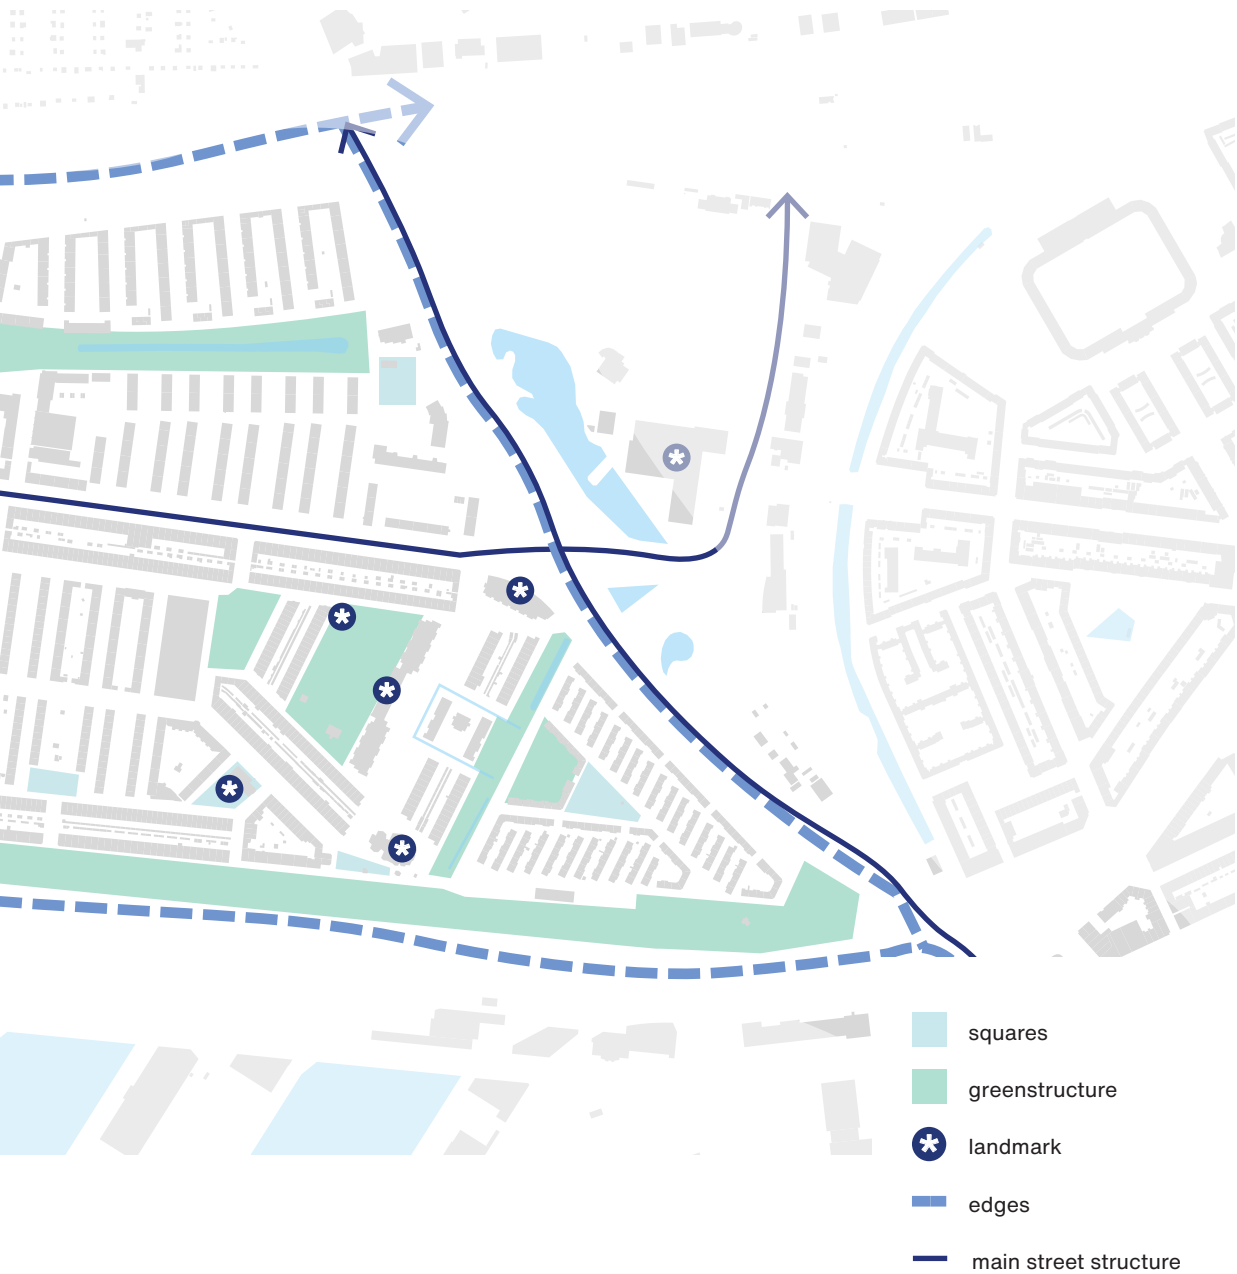 squares
greenstructure
landmark
edges
main street structure